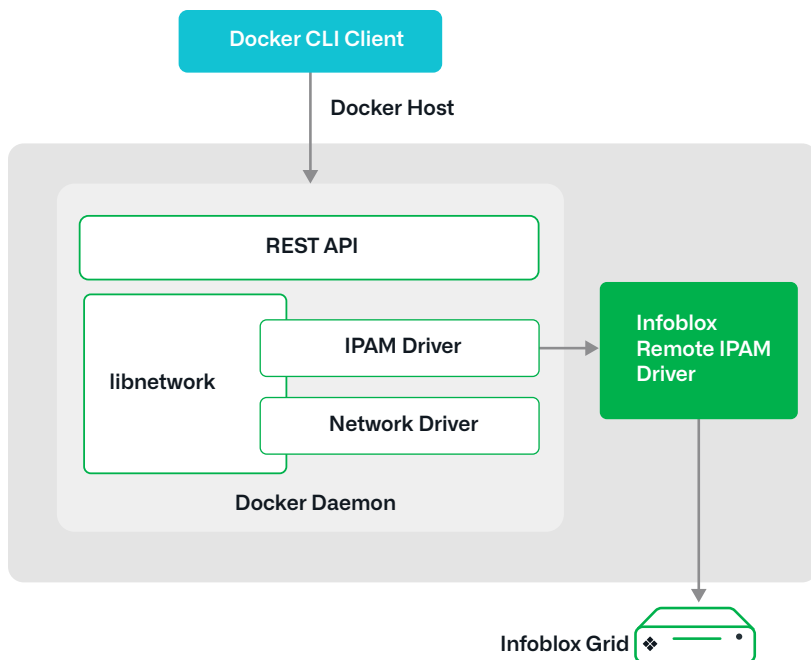 Docker CLI Client
Docker Host
REST API
IPAM Driver
libnetwork
Network Driver
Docker Daemon
Infoblox
Remote IPAM
Driver
Infoblox Grid